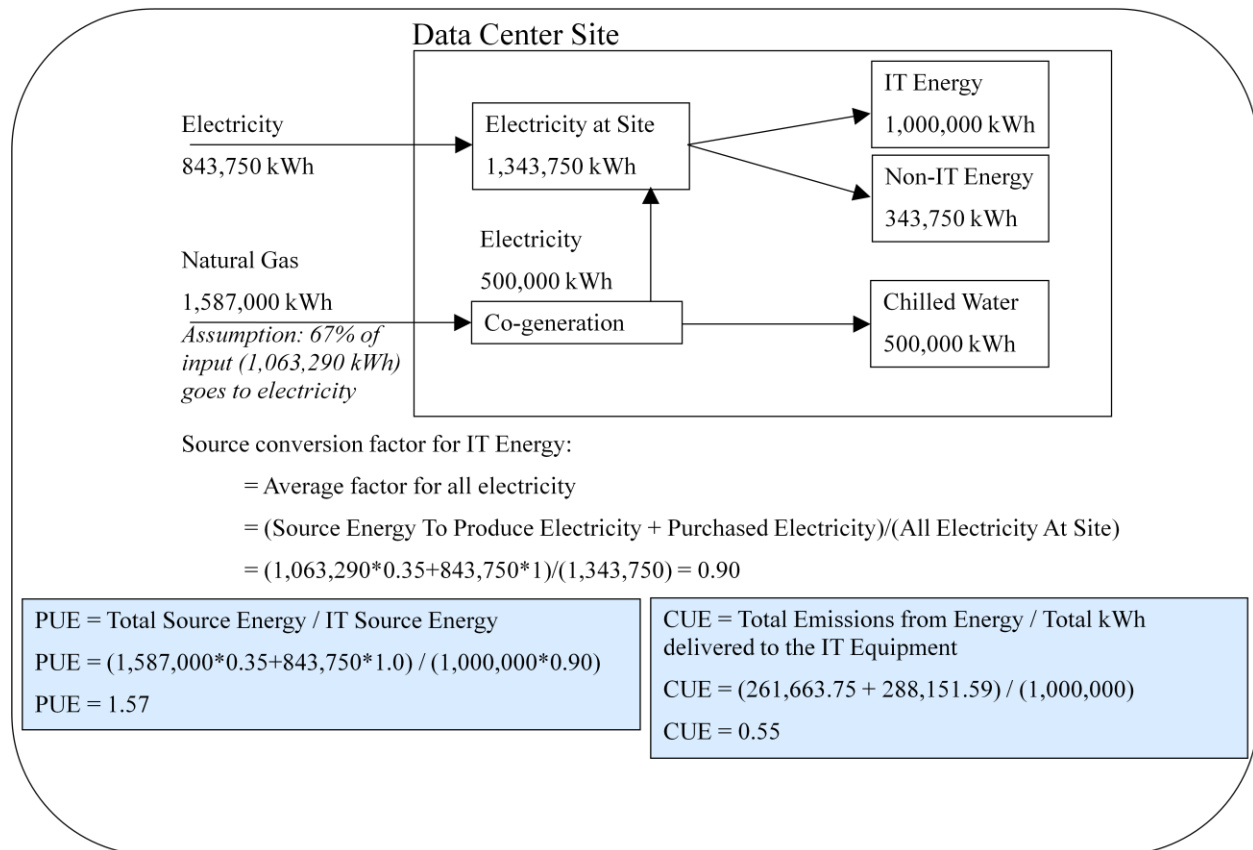 Data Center Site
Electricity
843,750 kWh
Electricity at Site
1,343,750 kWh
IT Energy
1,000,000 kWh
Non-IT Energy
343,750 kWh
Natural Gas
1,587,000 kWh
Assumption: 67% of
input (1,063,290 kWh)
goes to electricity
Electricity
500,000 kWh
Co-generation
Chilled Water
500,000 kWh
Source conversion factor for IT Energy:
= Average factor for all electricity
= (Source Energy To Produce Electricity + Purchased Electricity)/(All Electricity At Site)
= (1,063,290*0.35+843,750*1)/(1,343,750) = 0.90
PUE = Total Source Energy / IT Source Energy
PUE = (1,587,000*0.35+843,750*1.0) / (1,000,000*0.90)
PUE = 1.57
CUE = Total Emissions from Energy / Total kWh
delivered to the IT Equipment
CUE = (261,663.75 + 288,151.59) / (1,000,000)
CUE = 0.55